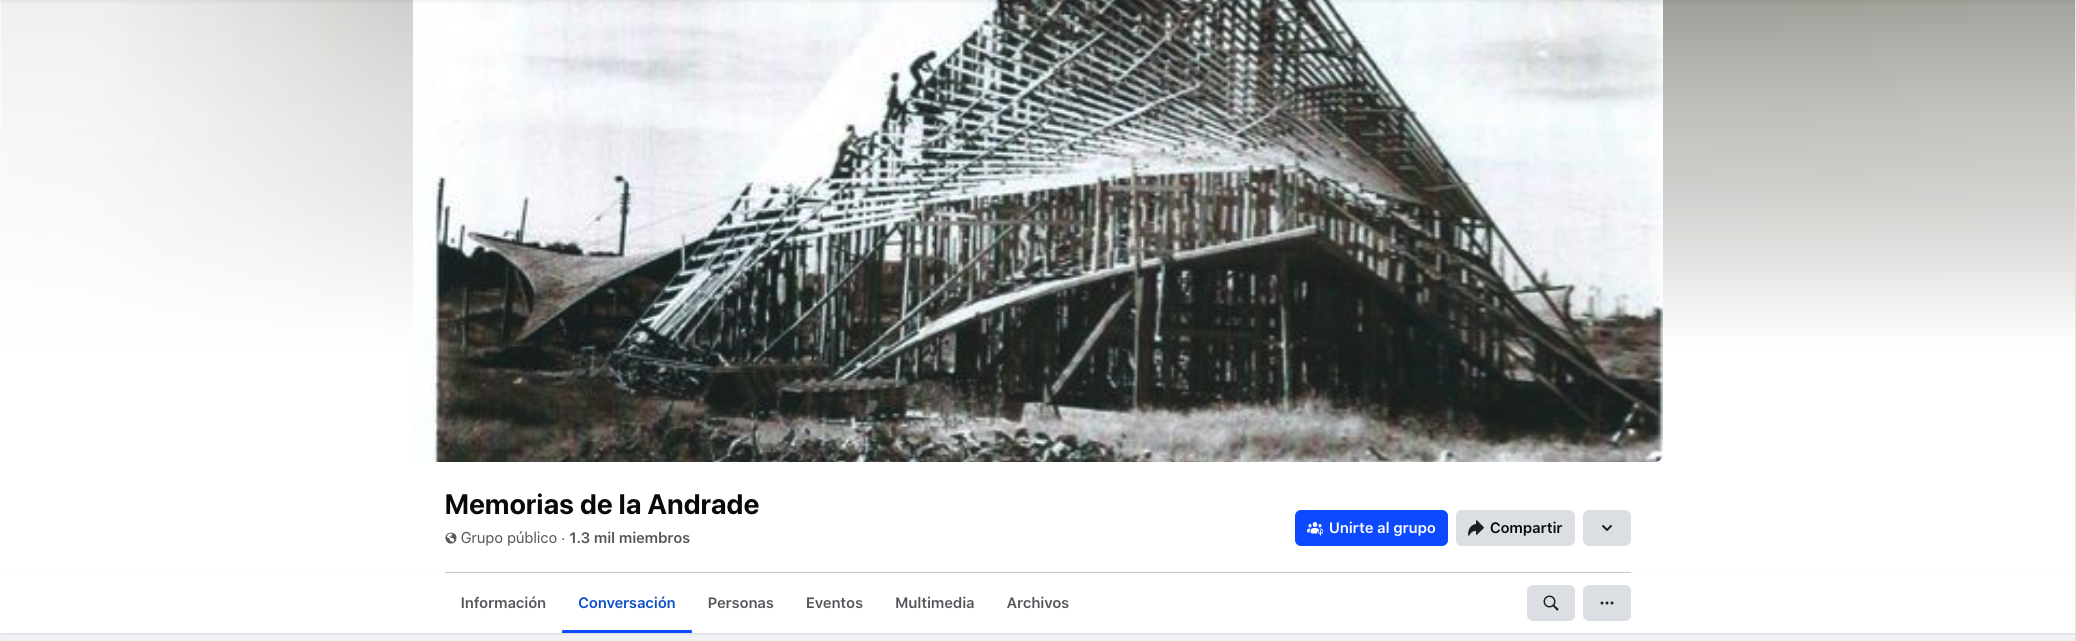 Memorias de la Andrade
Grupo público · 1.3 mil miembros
Unirte al grupo
Compartir
Información
Conversación
Personas
Eventos
Multimedia
Archivos